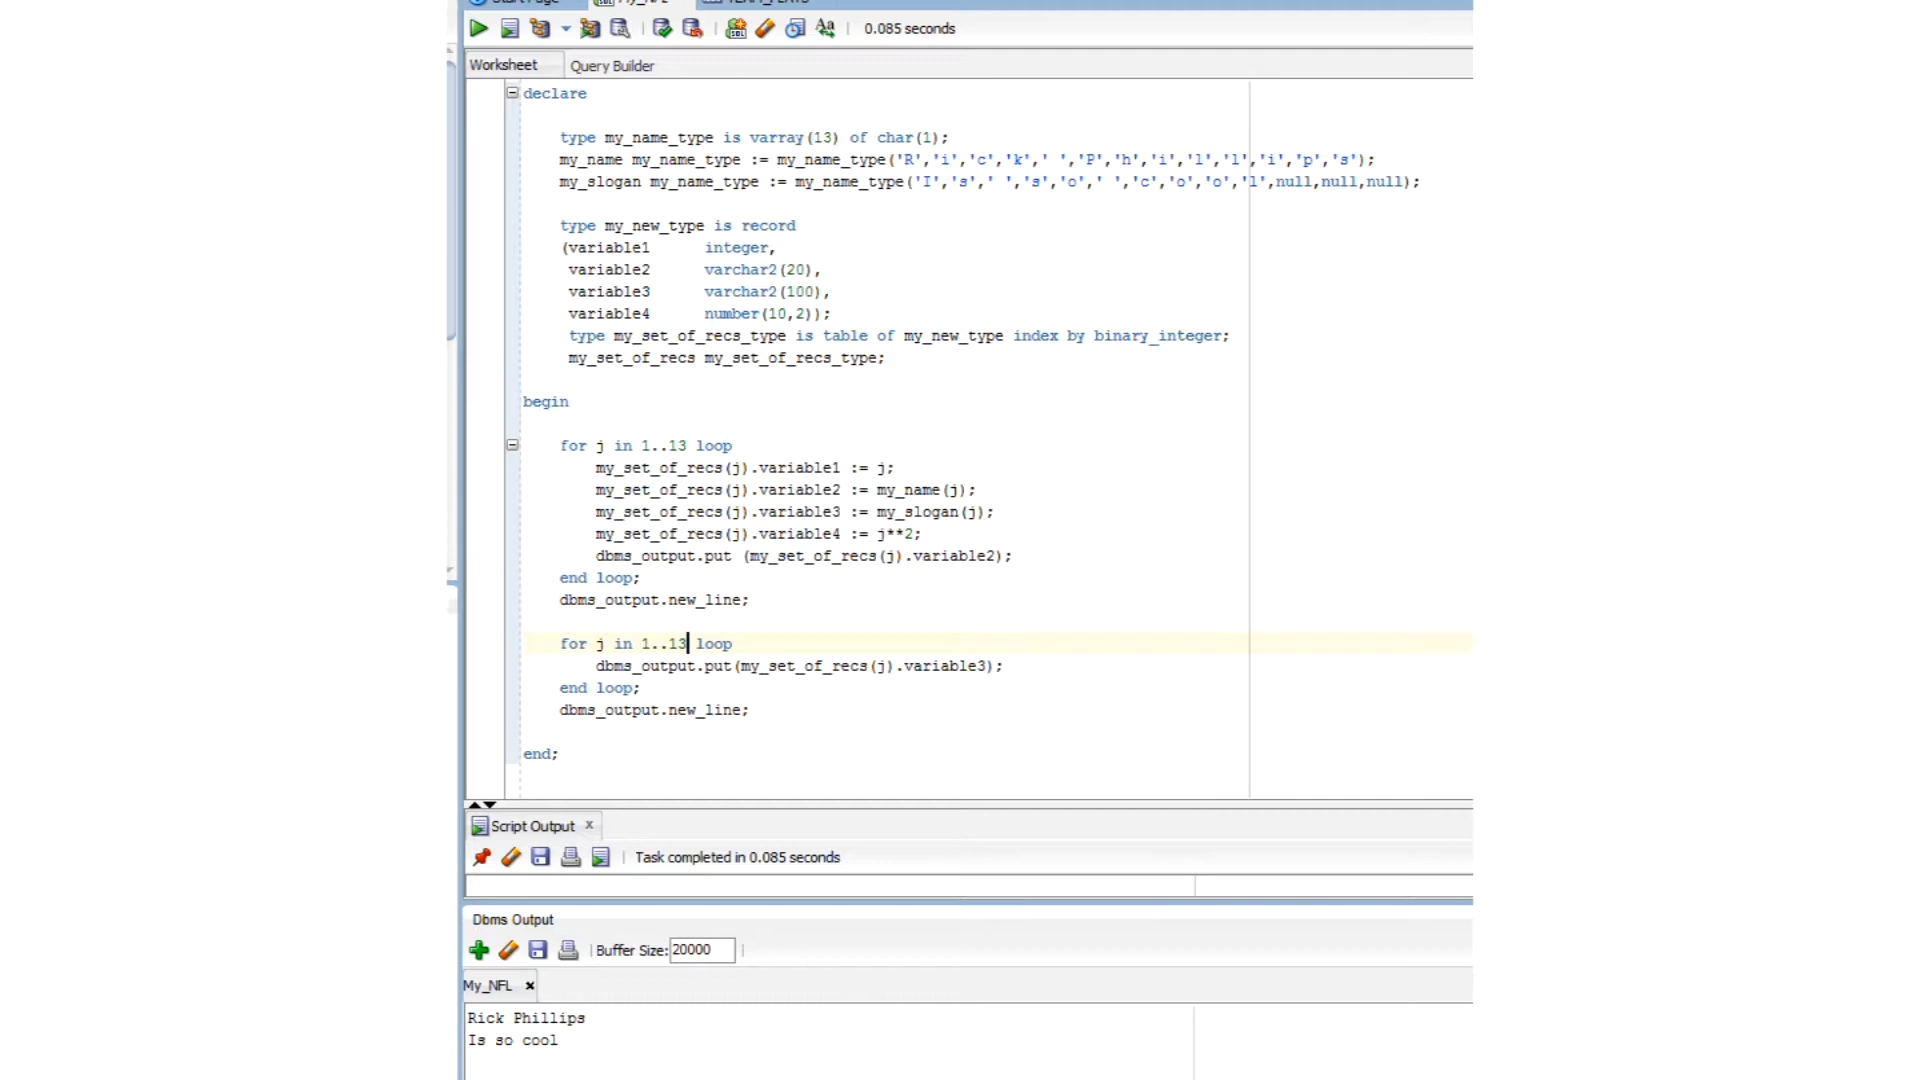 0.085 seconds
Worksheet Query Builder
declare
type my_name_type is varray(13) of char(1);
my_name my_name_type := my_name_type('R','i','c','k',' ','P','h','i','l','l','i','p','s');
my_slogan my_name_type := my_name_type('I','s',' ','s','o',' ','c','o','o','l',null,null,null);
type my_new_type is record
(variable1 integer,
variable2 varchar2(20),
variable3 varchar2(100),
variable4 number(10,2));
type my_set_of_recs_type is table of my_new_type index by binary_integer;
my_set_of_recs my_set_of_recs_type;
begin
for j in 1..13 loop
my_set_of_recs(j).variable1 := j;
my_set_of_recs(j).variable2 := my_name(j);
my_set_of_recs(j).variable3 := my_slogan(j);
my_set_of_recs(j).variable4 := j**2;
dbms_output.put (my_set_of_recs(j).variable2);
end loop;
dbms_output.new_line;
for j in 1..13 loop
dbms_output.put(my_set_of_recs(j).variable3);
end loop;
dbms_output.new_line;
end;
Script Output x
Task completed in 0.085 seconds
Dbms Output
Buffer Size: 20000
My_NFL x
Rick Phillips
Is so cool